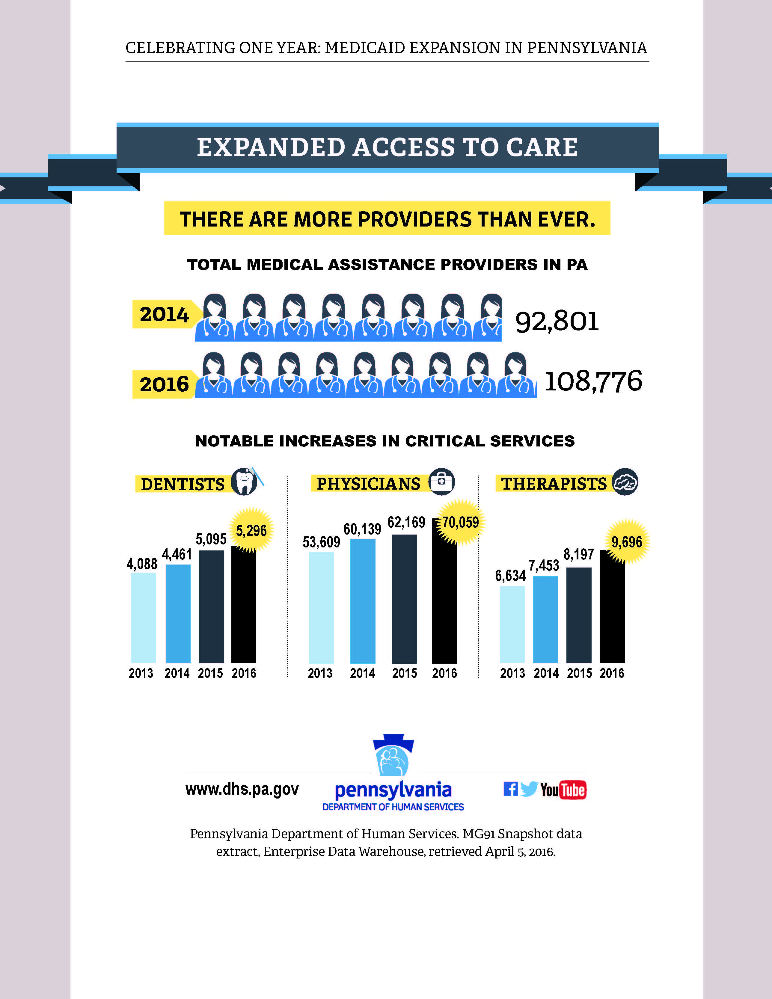 CELEBRATING ONE YEAR: MEDICAID EXPANSION IN PENNSYLVANIA
EXPANDED ACCESS TO CARE
THERE ARE MORE PROVIDERS THAN EVER.
TOTAL MEDICAL ASSISTANCE PROVIDERS IN PA
2014 92,801
2016 108,776
NOTABLE INCREASES IN CRITICAL SERVICES
DENTISTS
4,088 4,461 5,095 5,296
2013 2014 2015 2016
PHYSICIANS
53,609 60,139 62,169 70,059
2013 2014 2015 2016
THERAPISTS
6,634 7,453 8,197 9,696
2013 2014 2015 2016
www.dhs.pa.gov
pennsylvania
DEPARTMENT OF HUMAN SERVICES
f YouTube
Pennsylvania Department of Human Services. MG91 Snapshot data
extract, Enterprise Data Warehouse, retrieved April 5, 2016.